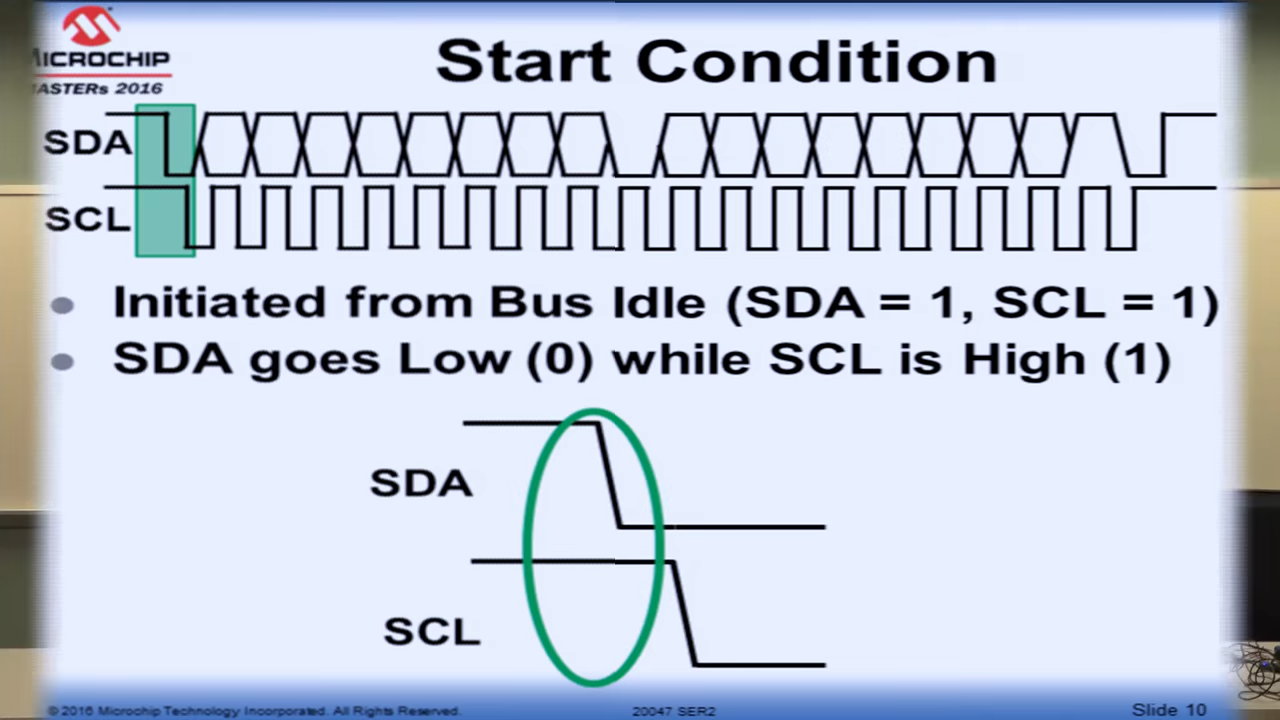 MICROCHIP
MASTERs 2016
Start Condition
SDA
SCL
Initiated from Bus Idle (SDA = 1, SCL = 1)
SDA goes Low (0) while SCL is High (1)
SDA
SCL
© 2016 Microchip Technology Incorporated. All Rights Reserved.
20047 SER2
Slide 10